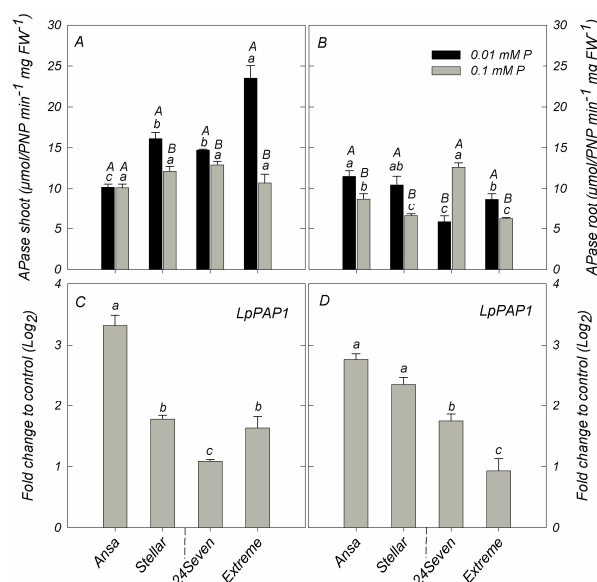 APase shoot (µmol/PNP min⁻¹ mg FW⁻¹)
30
25
20
15
10
5
0
A
A
c
A
a
A
b
B
a
A
b
B
a
A
a
B
a
B
0.01 mM P
0.1 mM P
A
a
B
b
A
ab
B
c
B
c
A
a
A
b
B
c
30
25
20
15
10
5
0
APase root (µmol/PNP min⁻¹ mg FW⁻¹)
Fold change to control (Log₂)
4
3
2
1
0
C
LpPAP1
a
b
c
b
D
LpPAP1
a
a
b
c
4
3
2
1
0
Fold change to control (Log₂)
Ansa
Stellar
24Seven
Extreme
Ansa
Stellar
24Seven
Extreme